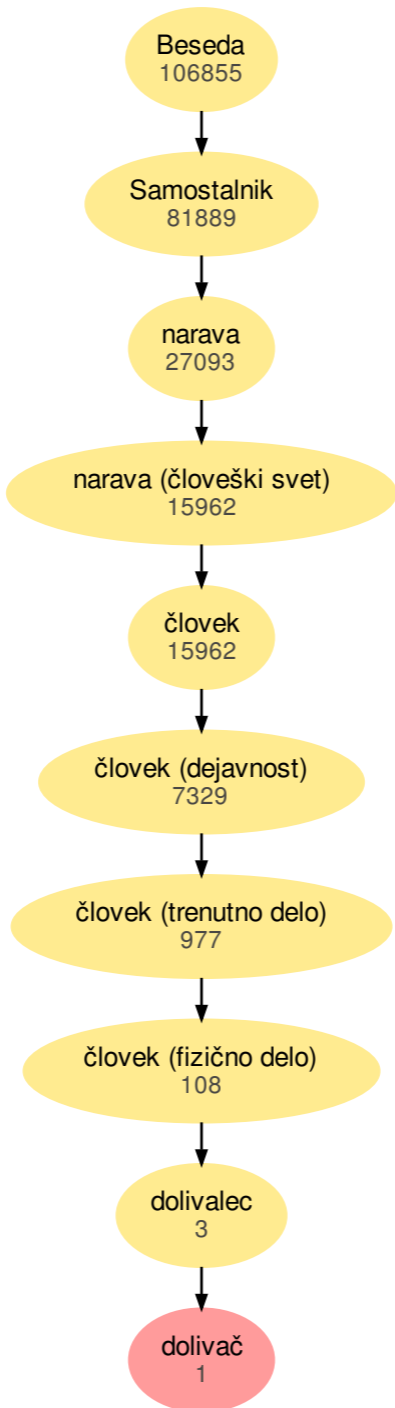 Beseda
106855
Samostalnik
81889
narava
27093
narava (človeški svet)
15962
človek
15962
človek (dejavnost)
7329
človek (trenutno delo)
977
človek (fizično delo)
108
dolivalec
3
dolivač
1